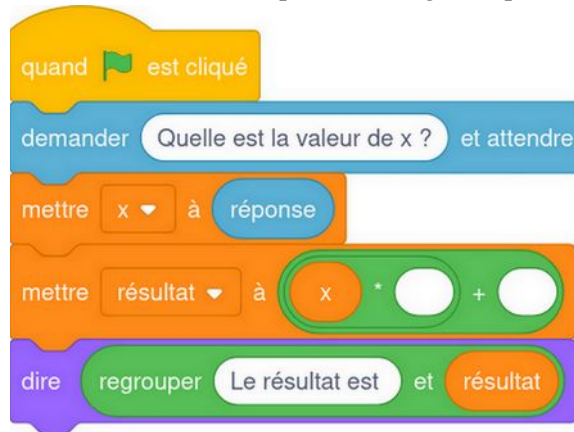 quand est cliqué
demander Quelle est la valeur de x ? et attendre
mettre x à réponse
mettre résultat à x * +
dire regrouper Le résultat est et résultat